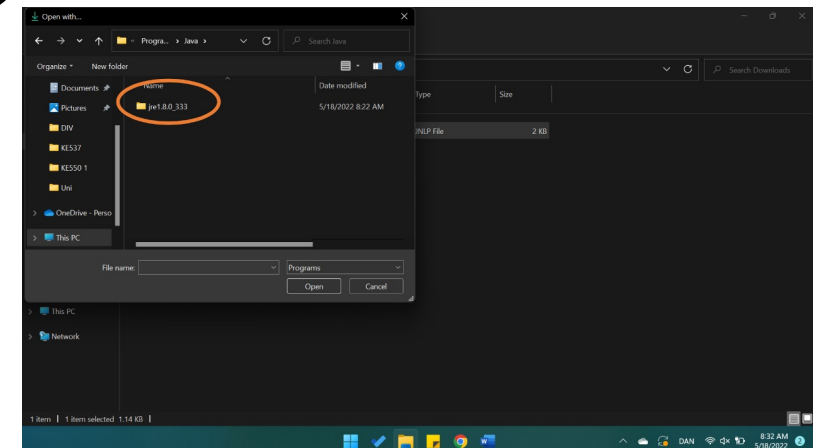 Open with...
Progra... > Java >
Search Java
Organize
New folder
Search Downloads
Documents
Name
Date modified
Type
Size
Pictures
jre1.8.0_333
5/18/2022 8:22 AM
DIV
JNLP File
2 KB
KE537
KE550 1
Uni
OneDrive - Perso
This PC
File name:
Programs
Open
Cancel
This PC
Network
1 item
1 item selected 1.14 KB
W
DAN
8:32 AM
5/18/2022
2